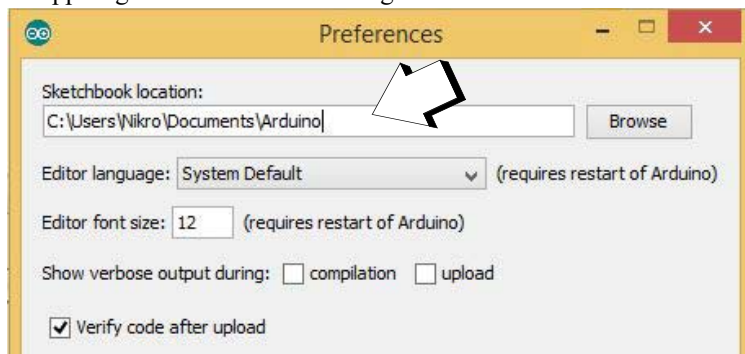 Preferences
Sketchbook location:
C:\Users\Nikro\Documents\Arduino Browse
Editor language: System Default (requires restart of Arduino)
Editor font size: 12 (requires restart of Arduino)
Show verbose output during: compilation upload
Verify code after upload